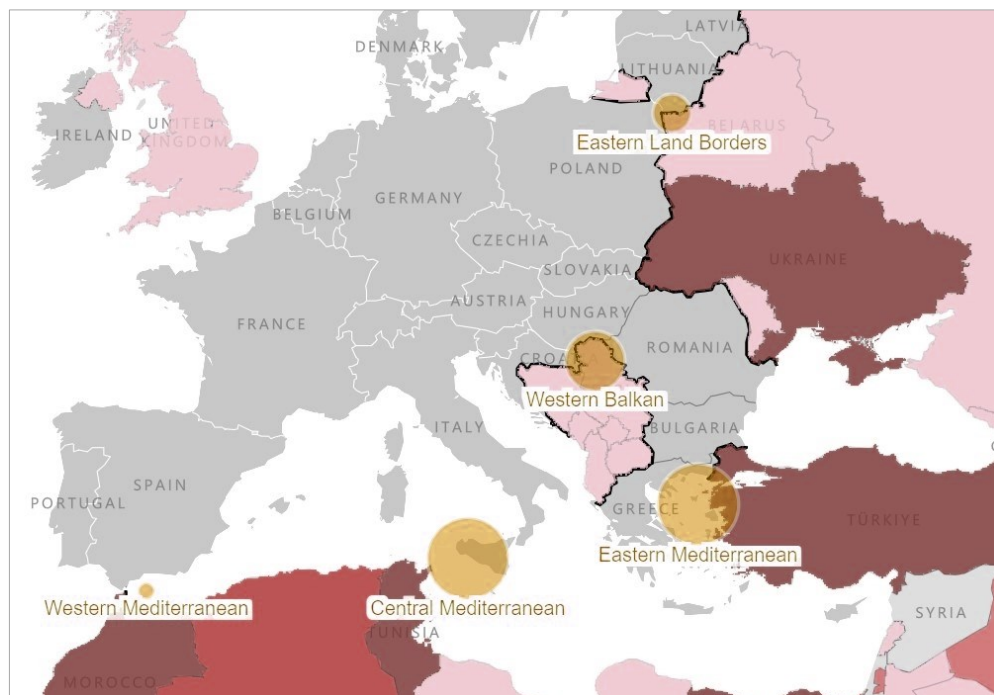 LATVIA
DENMARK
LITHUANIA
UNITED KINGDOM
IRELAND
BELARUS
Eastern Land Borders
POLAND
GERMANY
BELGIUM
CZECHIA
UKRAINE
SLOVAKIA
AUSTRIA
HUNGARY
FRANCE
ROMANIA
CROA
Western Balkan
ITALY
BULGARIA
SPAIN
PORTUGAL
GREECE
TÜRKIYE
Eastern Mediterranean
Western Mediterranean
Central Mediterranean
SYRIA
TUNISIA
MOROCCO